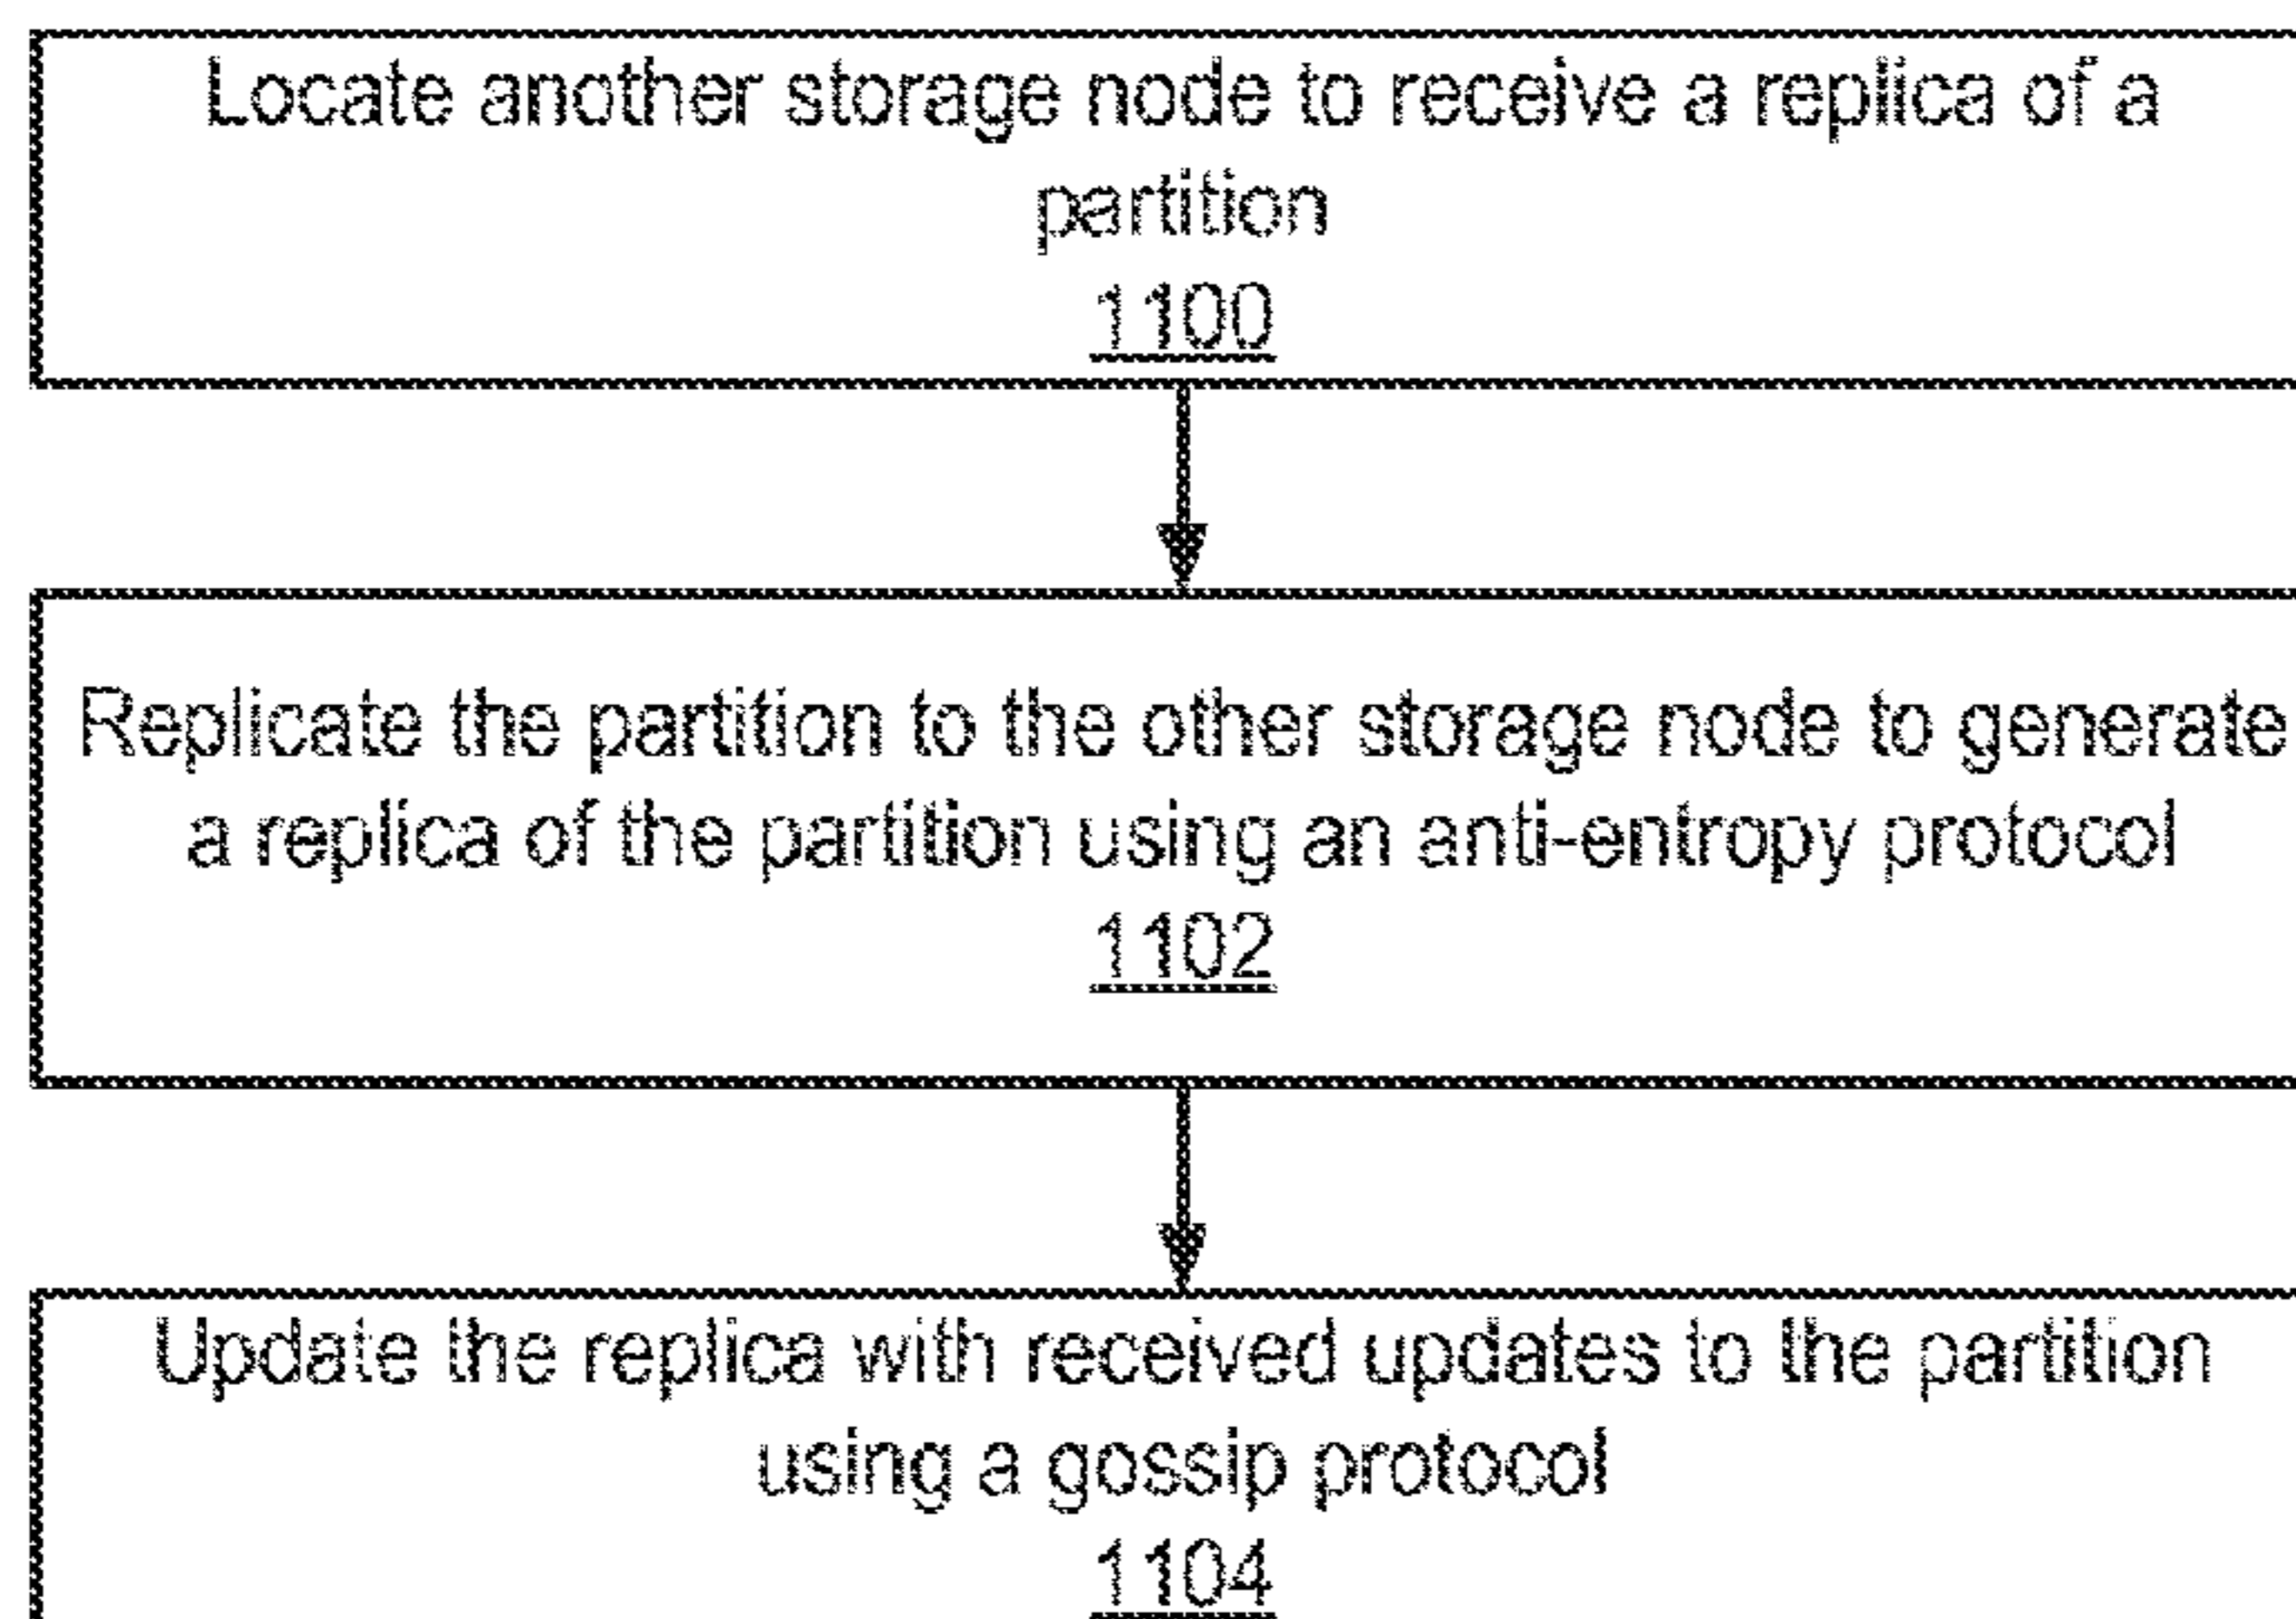 Locate another storage node to receive a replica of a
partition
1100
Replicate the partition to the other storage node to generate
a replica of the partition using an anti-entropy protocol
1102
Update the replica with received updates to the partition
using a gossip protocol
1104